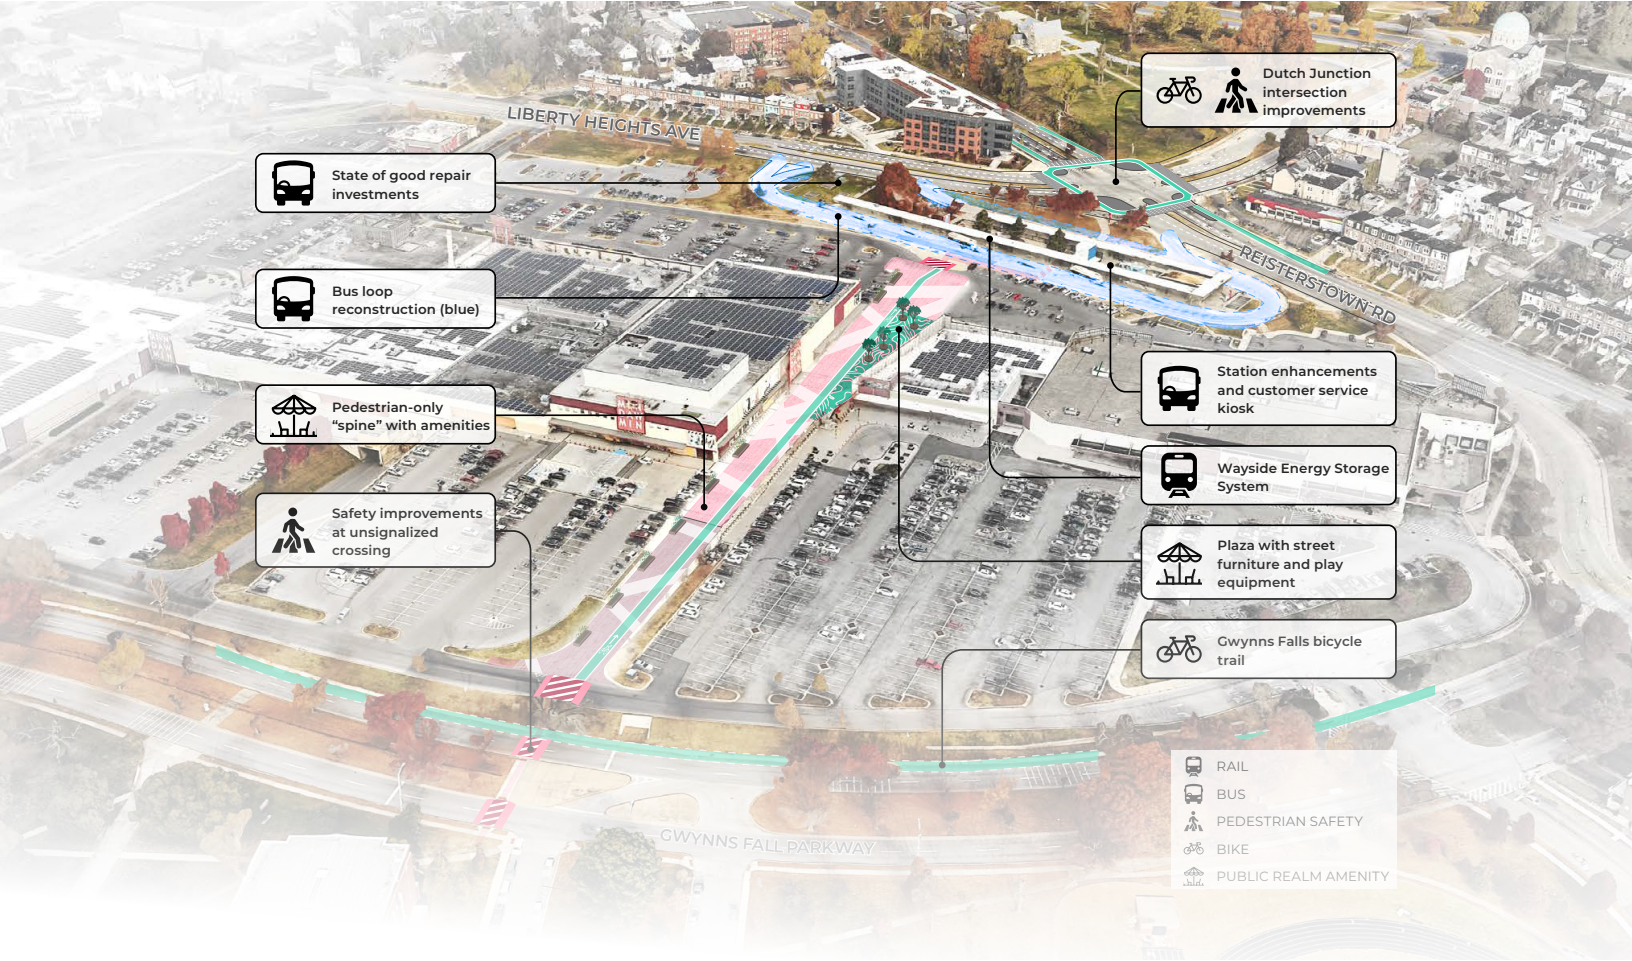 Dutch Junction
intersection
improvements
LIBERTY HEIGHTS AVE
State of good repair
investments
REISTERSTOWN RD
Bus loop
reconstruction (blue)
Station enhancements
and customer service
kiosk
Pedestrian-only
“spine” with amenities
Wayside Energy Storage
System
Safety improvements
at unsignalized
crossing
Plaza with street
furniture and play
equipment
Gwynns Falls bicycle
trail
RAIL
BUS
PEDESTRIAN SAFETY
BIKE
PUBLIC REALM AMENITY
GWYNNS FALL PARKWAY